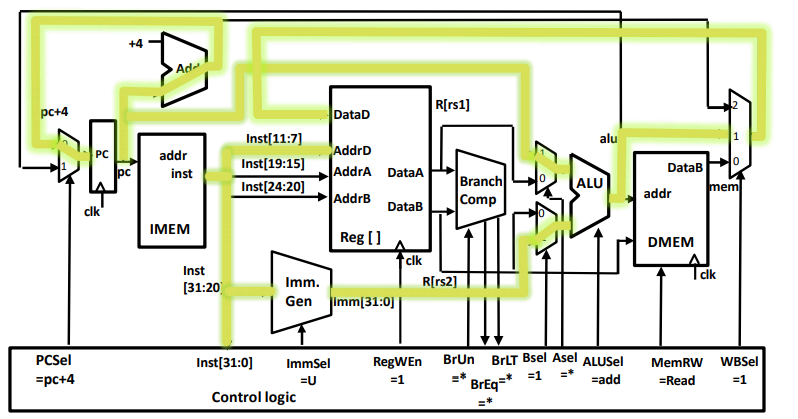 +4
Add
pc+4
0
1
PC
pc
clk
addr
inst
IMEM
Inst [11:7]
Inst[19:15]
Inst[24:20]
Inst
[31:20]
DataD
AddrD
AddrA
AddrB
DataA
DataB
Reg [ ]
clk
Imm.
Gen
Imm[31:0]
R[rs1]
R[rs2]
Branch
Comp
1
0
0
ALU
alu
addr
DataB
DMEM
clk
mem
2
1
0
PCSel
=pc+4
Inst[31:0]
ImmSel
=U
RegWEn
=1
BrUn
=*
BrEq=*
=*
BrLT
Bsel
=1
Asel
=*
ALUSel
=add
MemRW
=Read
WBSel
=1
Control logic